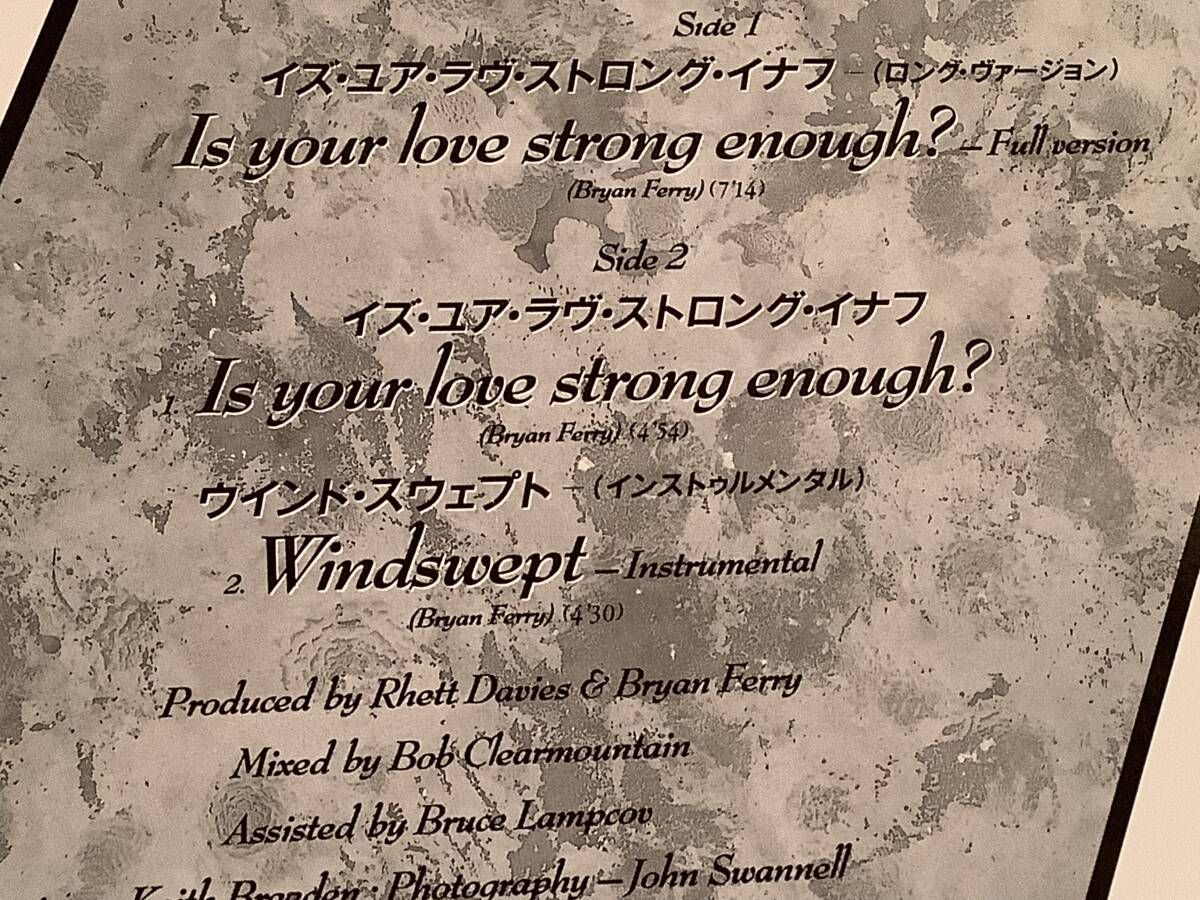 Side 1
イズ・ユア・ラヴ・ストロング・イナフ –(ロング・ヴァージョン)
Is your love strong enough? –Full version
(Bryan Ferry) (7'14)
Side 2
イズ・ユア・ラヴ・ストロング・イナフ
1. Is your love strong enough?
(Bryan Ferry) (4'54)
ウインド・スウェプト –(インストゥルメンタル)
2. Windswept –Instrumental
(Bryan Ferry) (4'30)
Produced by Rhett Davies & Bryan Ferry
Mixed by Bob Clearmountain
Assisted by Bruce Lampcov
Keith Breeden · Photography –John Swannell